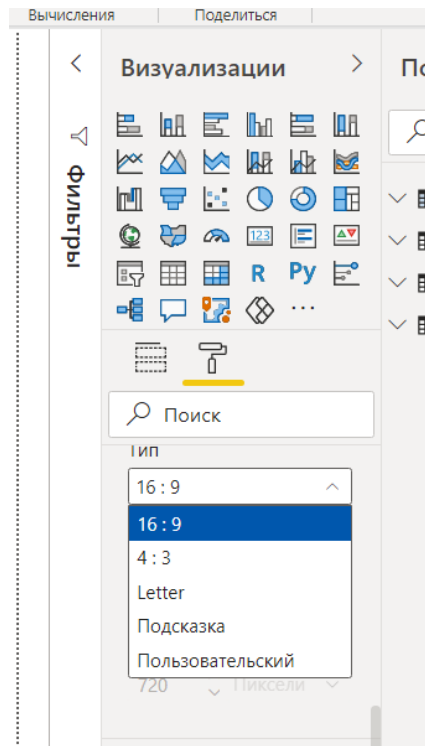 Вычисления Поделиться
Визуализации
По
Фильтры
123
R Py
Поиск
Тип
16 : 9
16 : 9
4 : 3
Letter
Подсказка
Пользовательский
720 Пиксели